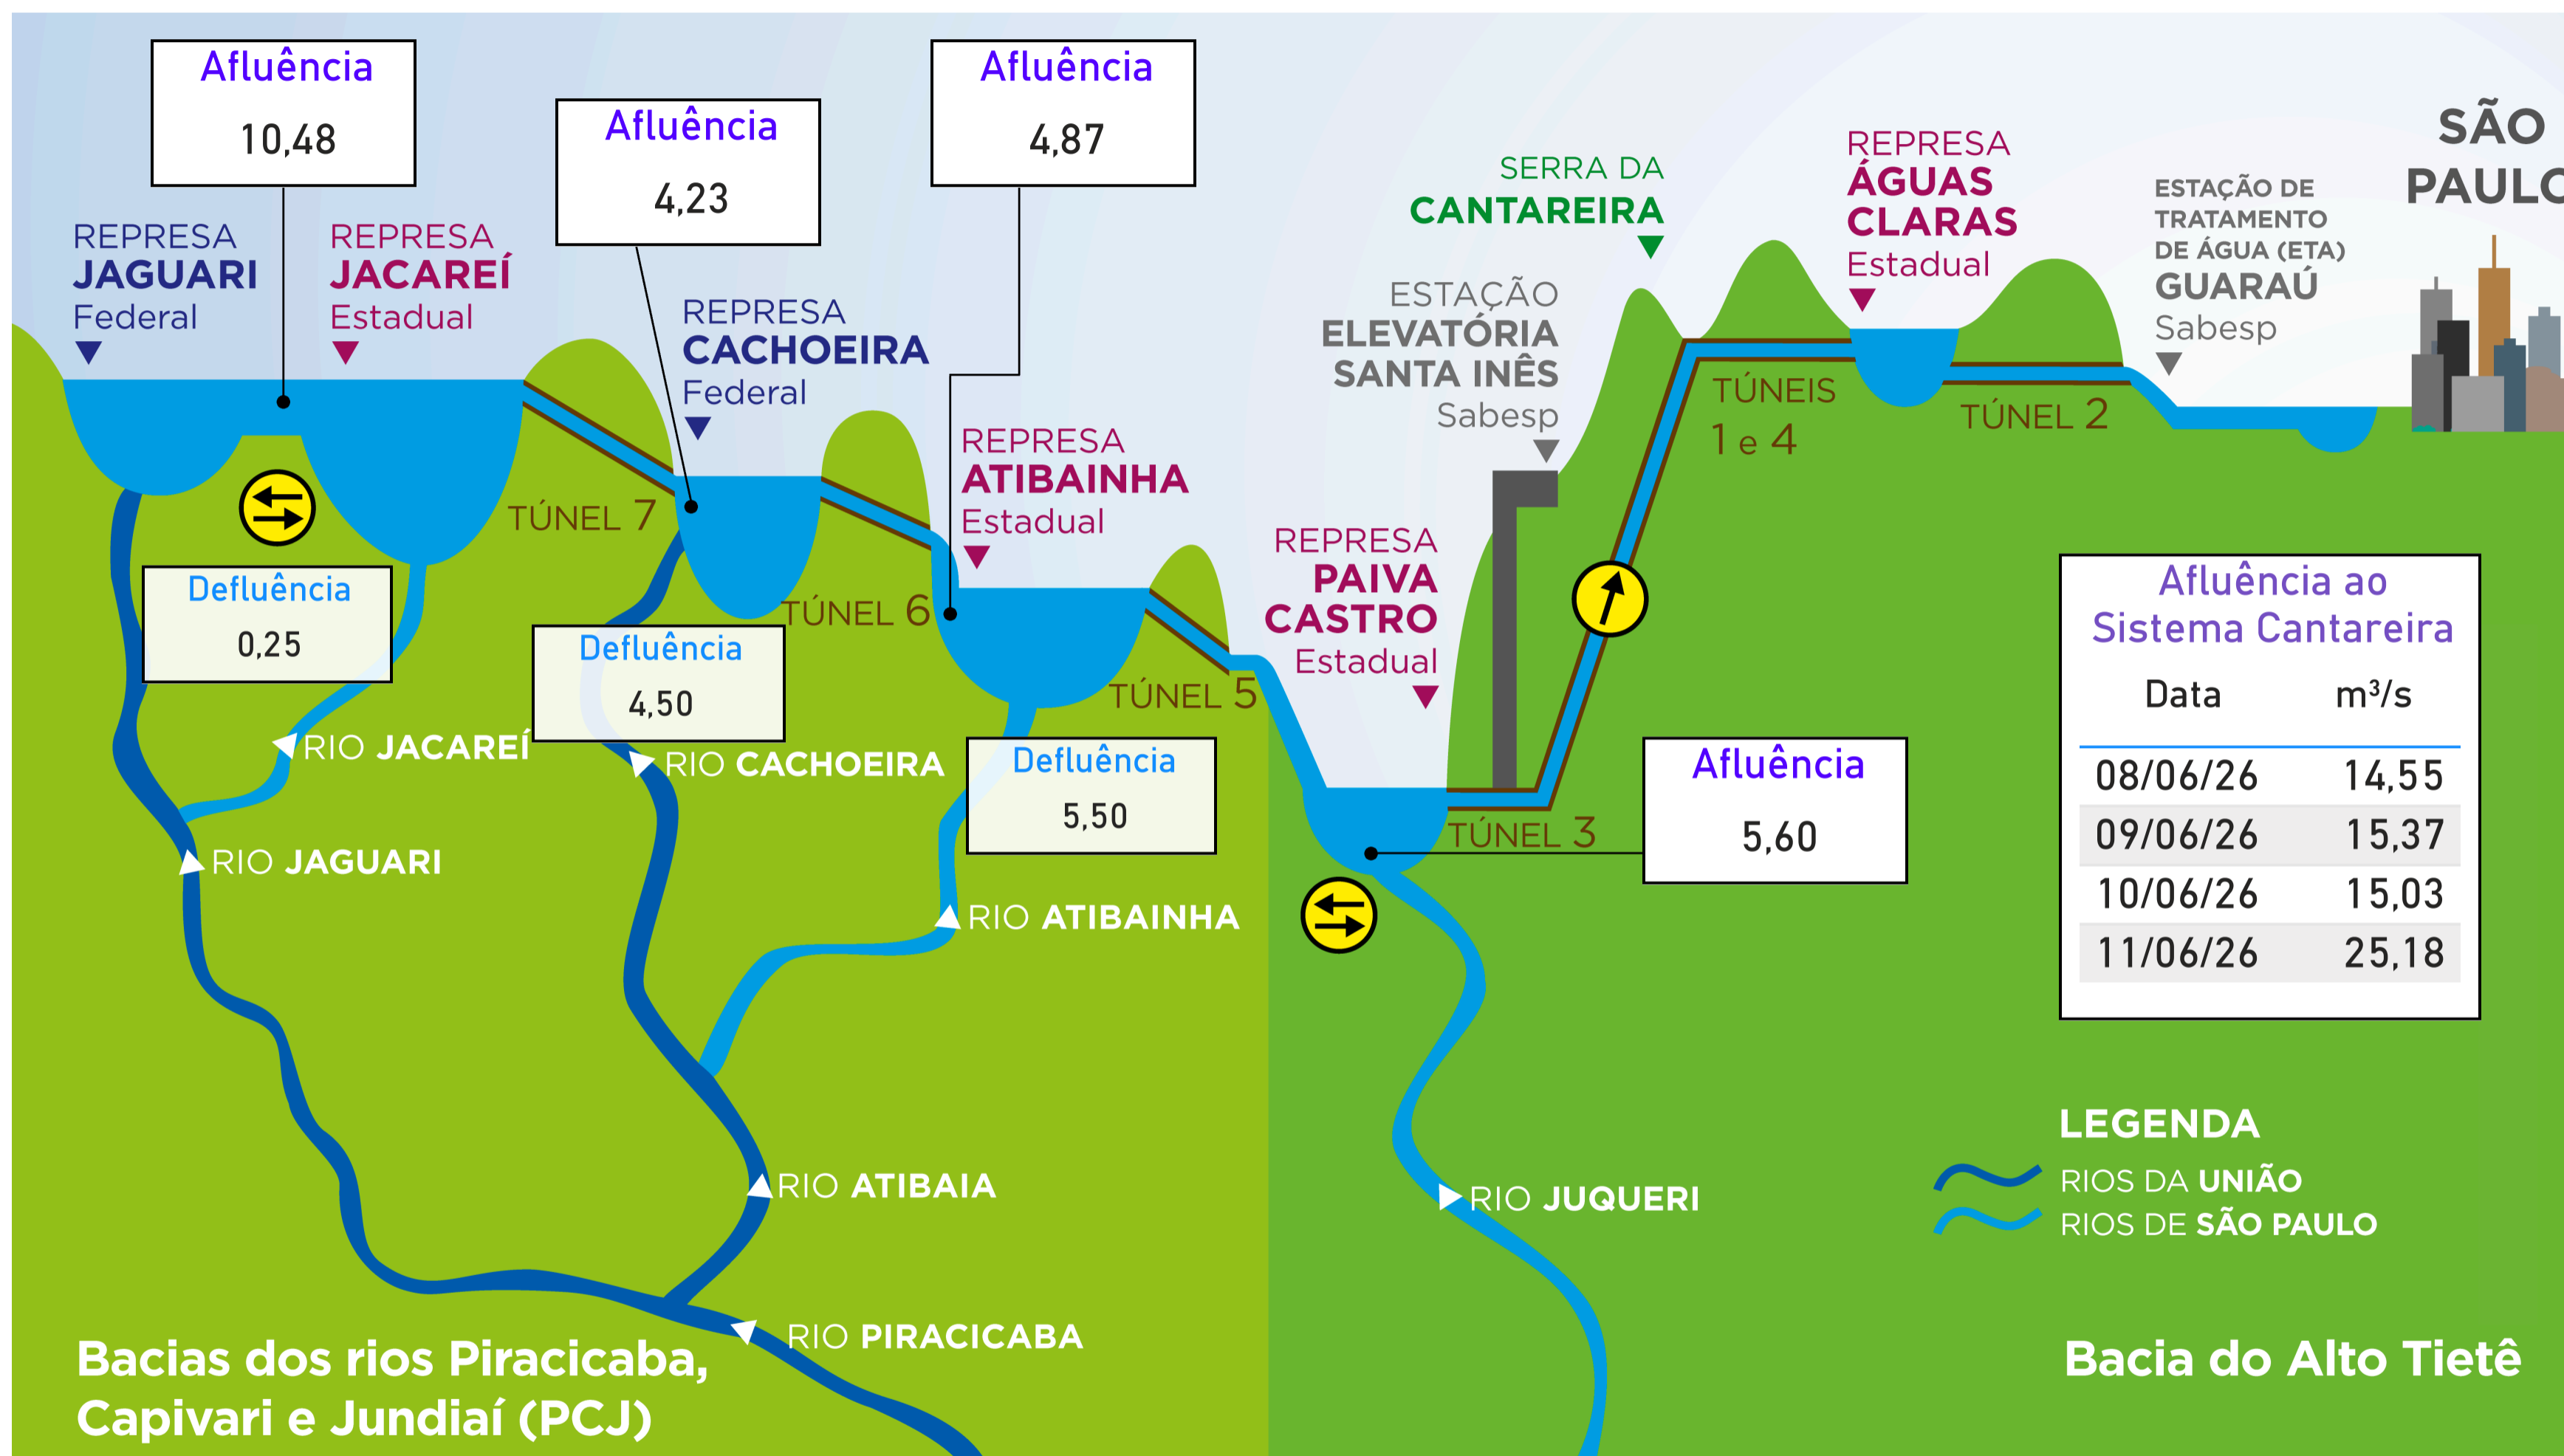 Afluência
10,48
Afluência
4,23
Afluência
4,87
REPRESA
JAGUARI
Federal
REPRESA
JACAREÍ
Estadual
REPRESA
CACHOEIRA
Federal
REPRESA
ATIBAINHA
Estadual
SERRA DA
CANTAREIRA
ESTAÇÃO
ELEVATÓRIA
SANTA INÊS
Sabesp
REPRESA
ÁGUAS
CLARAS
Estadual
ESTAÇÃO DE
TRATAMENTO
DE ÁGUA (ETA)
GUARAÚ
Sabesp
SÃO
PAULO
TÚNEL 7
TÚNEL 6
TÚNEL 5
REPRESA
PAIVA
CASTRO
Estadual
TÚNEIS
1 e 4
TÚNEL 2
TÚNEL 3
Defluência
0,25
Defluência
4,50
Defluência
5,50
Afluência
5,60
Afluência ao
Sistema Cantareira
Data m³/s
08/06/26 14,55
09/06/26 15,37
10/06/26 15,03
11/06/26 25,18
RIO JACAREÍ
RIO CACHOEIRA
RIO JAGUARI
RIO ATIBAINHA
RIO ATIBAIA
RIO JUQUERI
RIO PIRACICABA
LEGENDA
RIOS DA UNIÃO
RIOS DE SÃO PAULO
Bacias dos rios Piracicaba,
Capivari e Jundiaí (PCJ)
Bacia do Alto Tietê